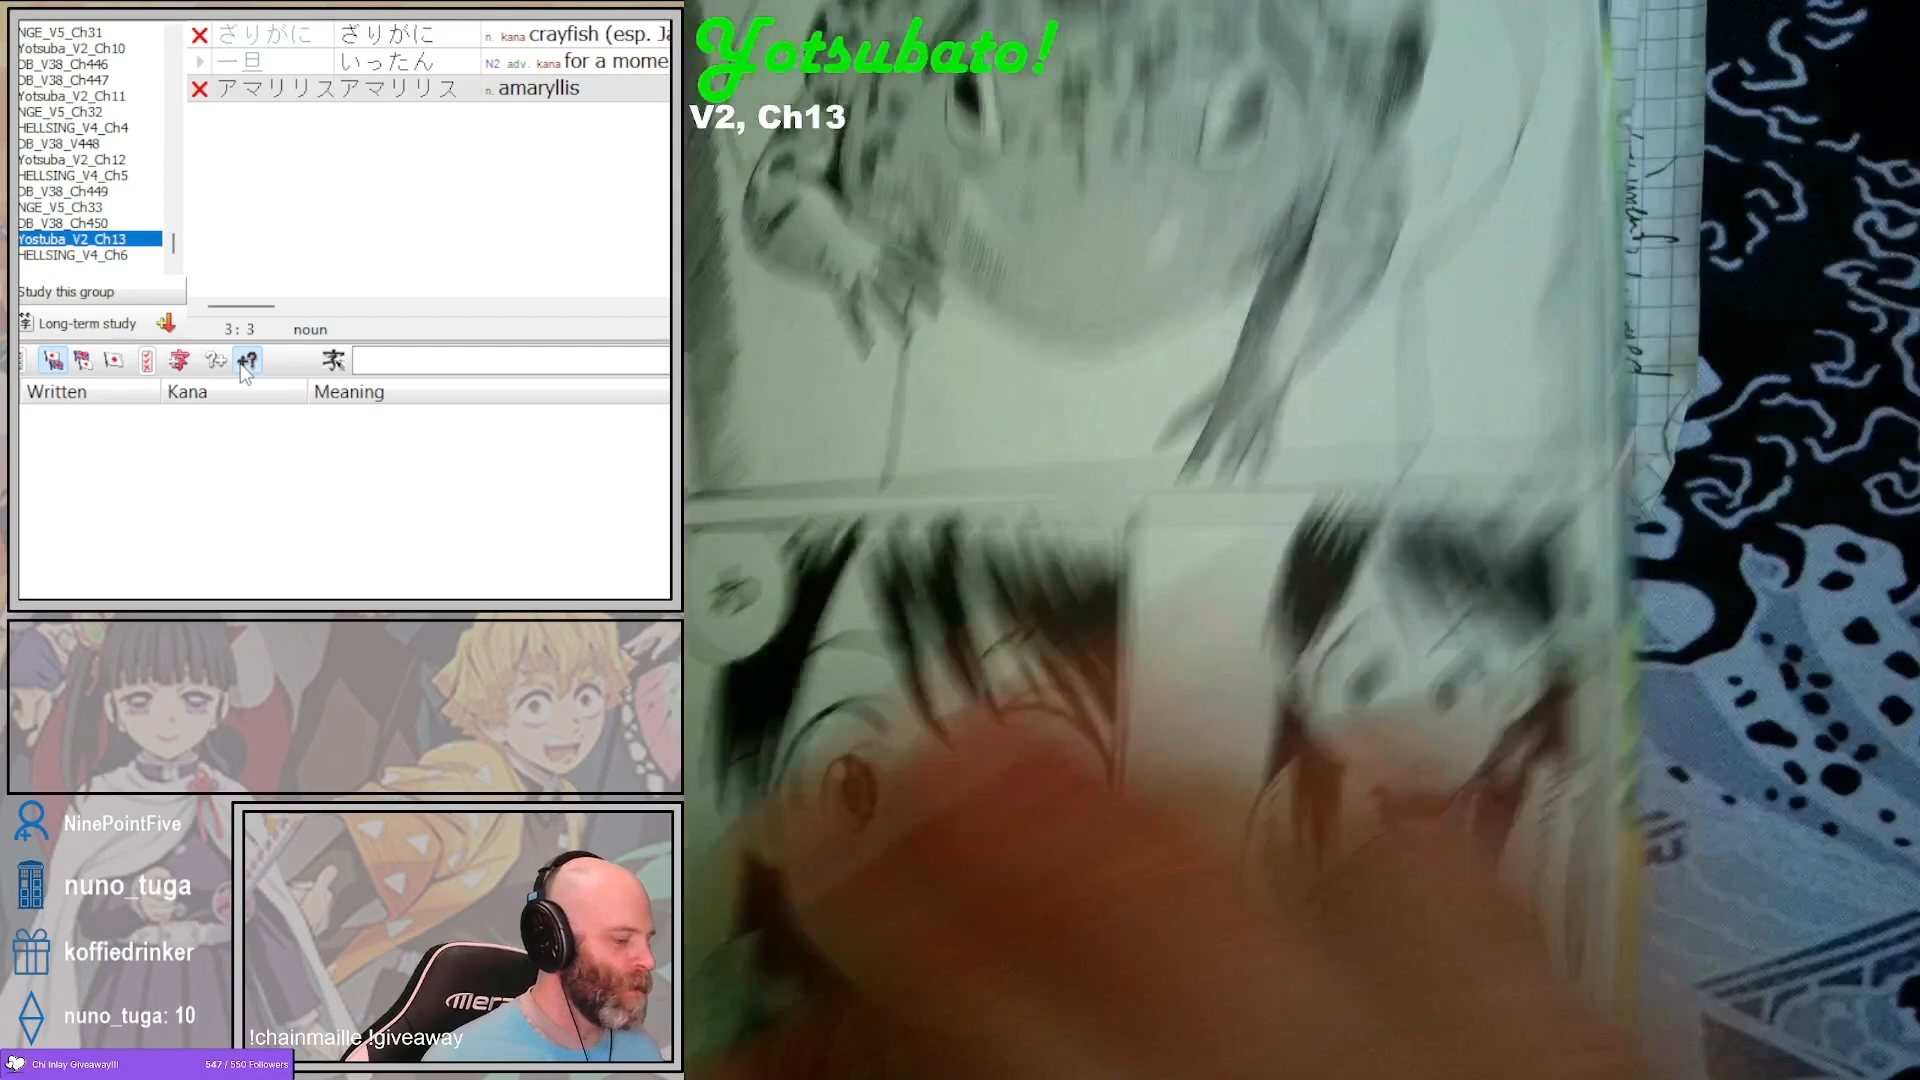 NGE_V5_Ch31
Yotsuba_V2_Ch10
DB_V38_Ch446
DB_V38_Ch447
Yotsuba_V2_Ch11
NGE_V5_Ch32
HELLSING_V4_Ch4
DB_V38_V448
Yotsuba_V2_Ch12
HELLSING_V4_Ch5
DB_V38_Ch449
NGE_V5_Ch33
DB_V38_Ch450
Yostuba_V2_Ch13
HELLSING_V4_Ch6
Study this group
字 Long-term study
ざりがに ざりがに n. kana crayfish (esp. Ja
一旦 いったん N2 adv. kana for a mome
アマリリス アマリリス n. amaryllis
3: 3 noun
Written Kana Meaning
Yotsubato!
V2, Ch13
NinePointFive
nuno_tuga
koffiedrinker
nuno_tuga: 10
!chainmaille !giveaway
Chi Inlay Giveaway!!! 547 / 550 Followers